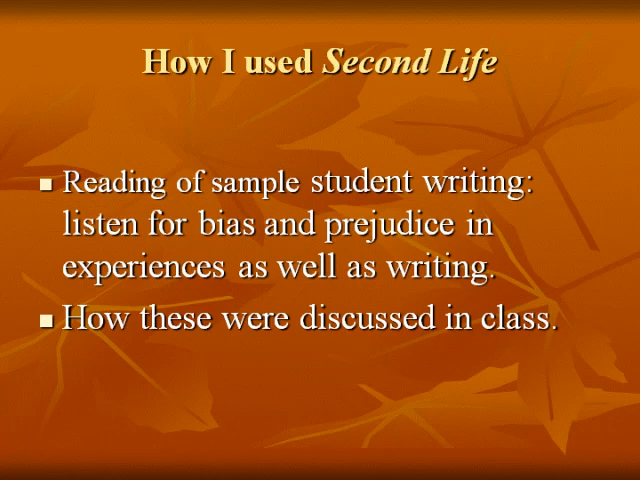 How I used Second Life
Reading of sample student writing:
listen for bias and prejudice in
experiences as well as writing.
How these were discussed in class.